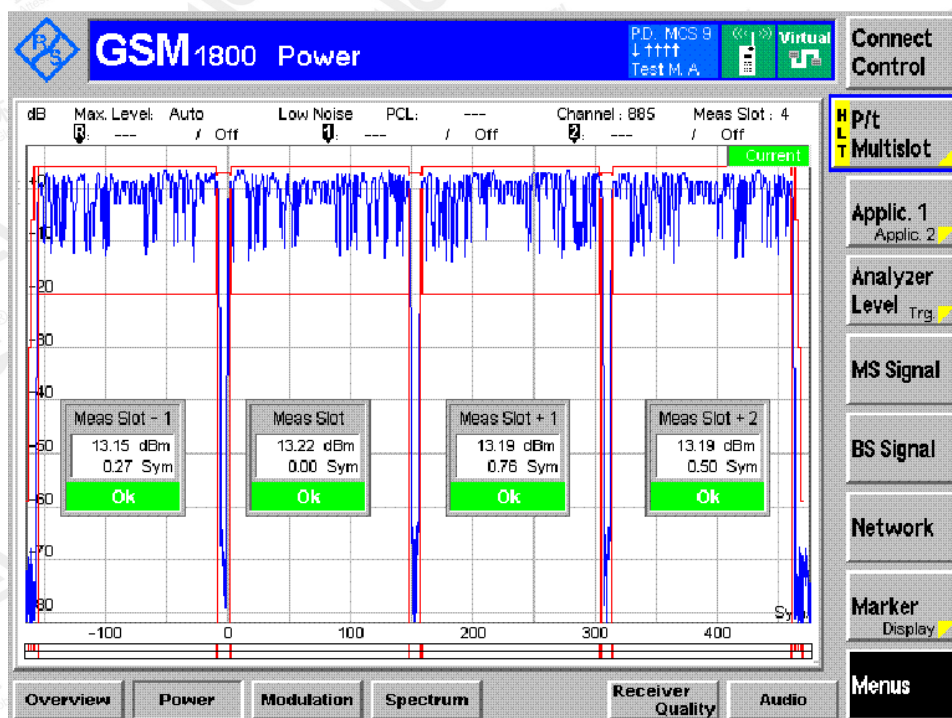 R/S
GSM 1800 Power
P.D. MCS 9
↓ ↑↑↑↑
Test M. A.
Virtual
Connect
Control
dB Max. Level: Auto Low Noise PCL: --- Channel : 885 Meas Slot : 4
R: --- / Off 1: --- / Off 2: --- / Off
Current
H
L
T
P/t
Multislot
Applic. 1
Applic. 2
Analyzer
Level Trg.
MS Signal
BS Signal
Network
Marker
Display
Menus
-20
-40
-60
-70
Meas Slot - 1
13.15 dBm
0.27 Sym
Ok
Meas Slot
13.22 dBm
0.00 Sym
Ok
Meas Slot + 1
13.19 dBm
0.76 Sym
Ok
Meas Slot + 2
13.19 dBm
0.50 Sym
Ok
-100 0 100 200 300 400
Overview Power Modulation Spectrum Receiver Quality Audio